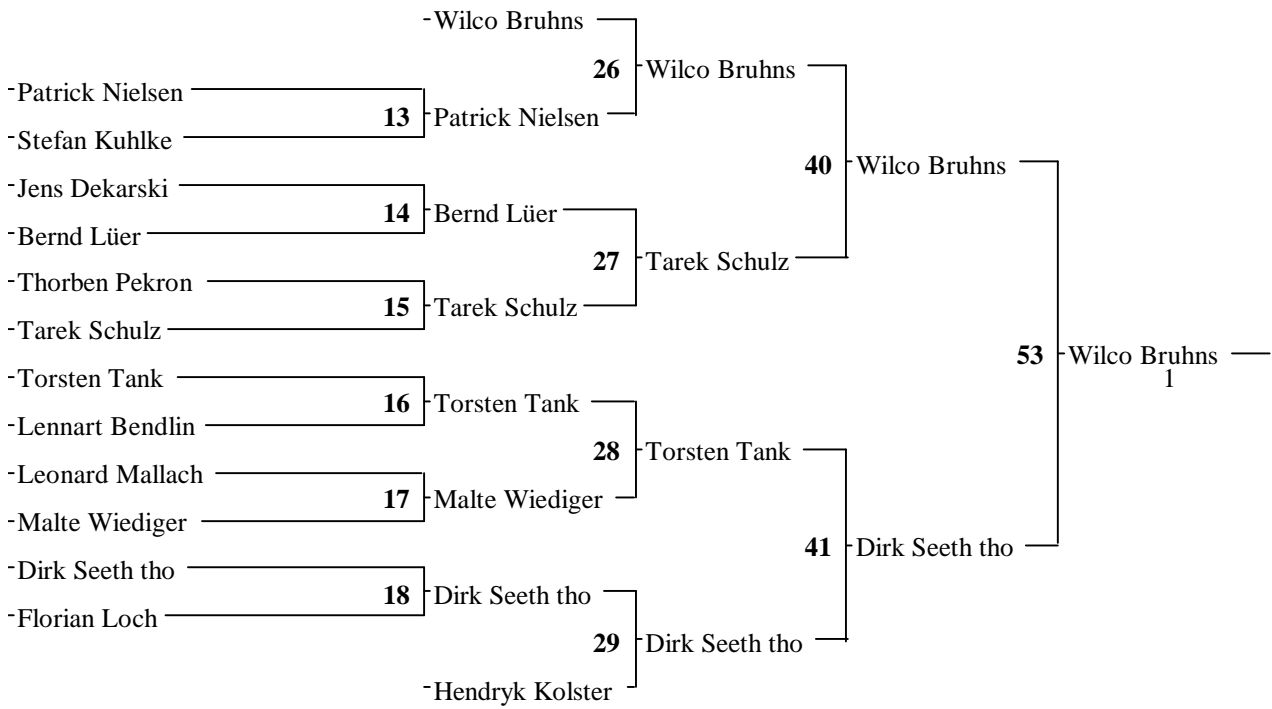 Wilco Bruhns
26 Wilco Bruhns
Patrick Nielsen
13 Patrick Nielsen
Stefan Kuhlke
40 Wilco Bruhns
Jens Dekarski
14 Bernd Lüer
Bernd Lüer
27 Tarek Schulz
Thorben Pekron
15 Tarek Schulz
Tarek Schulz
53 Wilco Bruhns
1
Torsten Tank
16 Torsten Tank
Lennart Bendlin
28 Torsten Tank
Leonard Mallach
17 Malte Wiediger
Malte Wiediger
41 Dirk Seeth tho
Dirk Seeth tho
18 Dirk Seeth tho
Florian Loch
29 Dirk Seeth tho
Hendryk Kolster